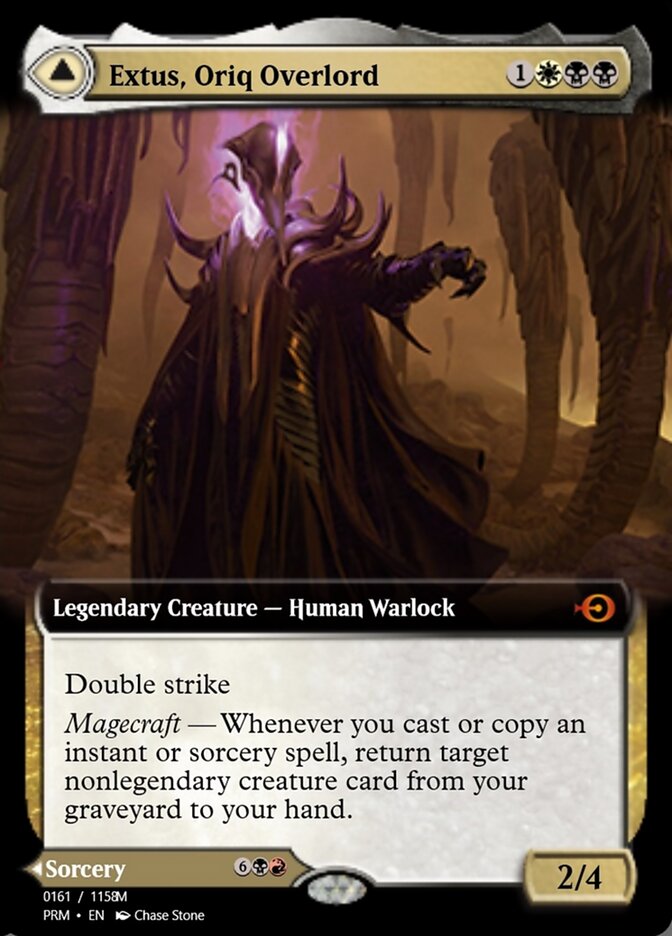 Extus, Oriq Overlord 1
Legendary Creature — Human Warlock
Double strike
Magecraft — Whenever you cast or copy an
instant or sorcery spell, return target
nonlegendary creature card from your
graveyard to your hand.
Sorcery 6
2/4
0161 / 1158M
PRM • EN Chase Stone